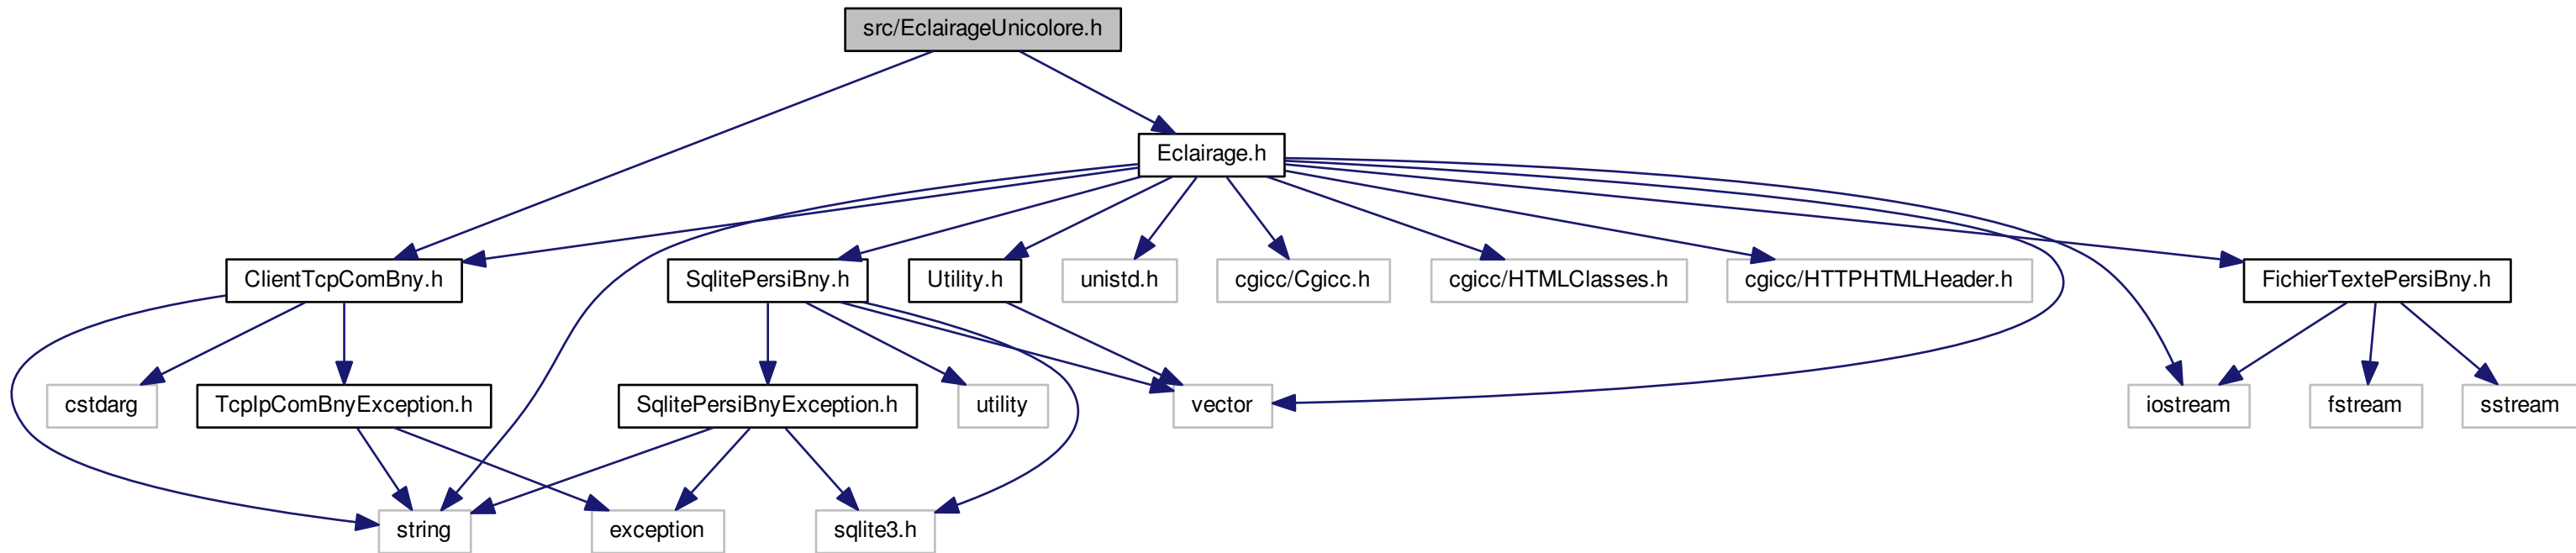 src/EclairageUnicolore.h
Eclairage.h
ClientTcpComBny.h
SqlitePersiBny.h
Utility.h
unistd.h
cgicc/Cgicc.h
cgicc/HTMLClasses.h
cgicc/HTTPHTMLHeader.h
FichierTextePersiBny.h
cstdarg
TcpIpComBnyException.h
SqlitePersiBnyException.h
utility
vector
iostream
fstream
sstream
string
exception
sqlite3.h